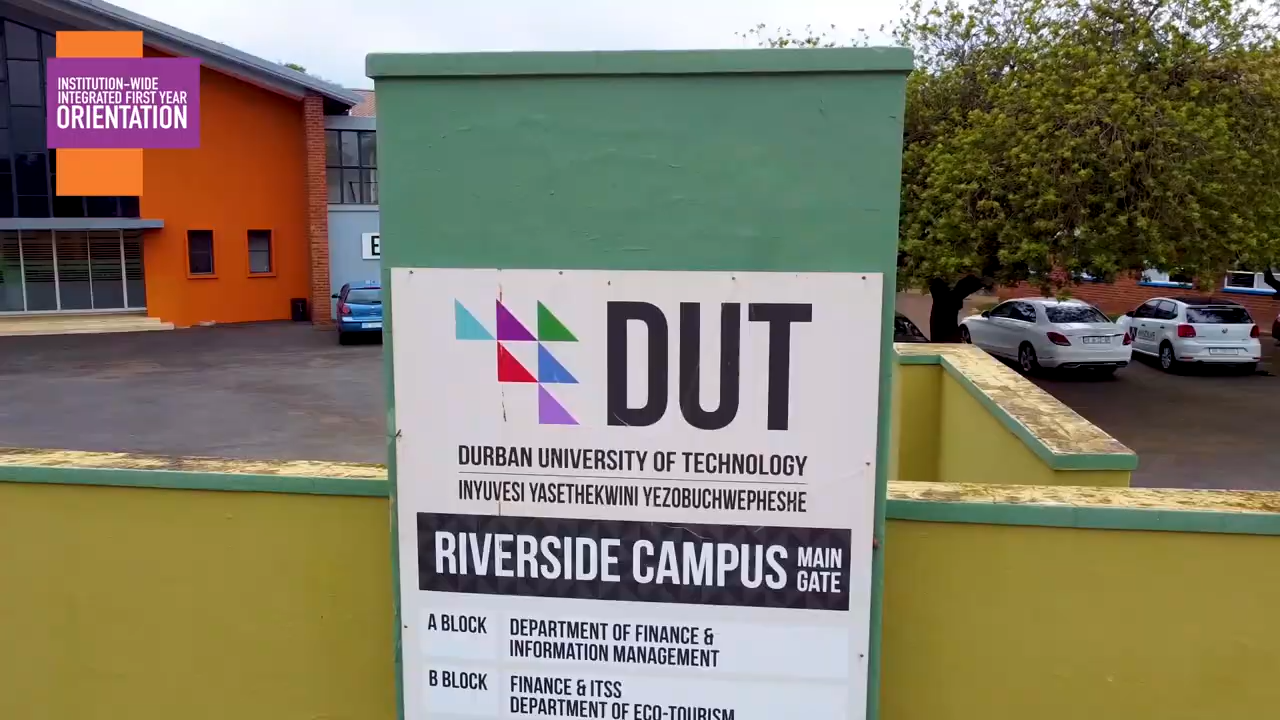 INSTITUTION-WIDE
INTEGRATED FIRST YEAR
ORIENTATION
DUT
DURBAN UNIVERSITY OF TECHNOLOGY
INYUVESI YASETHEKWINI YEZOBUCHWEPHESHE
RIVERSIDE CAMPUS MAIN GATE
A BLOCK DEPARTMENT OF FINANCE &
INFORMATION MANAGEMENT
B BLOCK FINANCE & ITSS
DEPARTMENT OF ECO-TOURISM